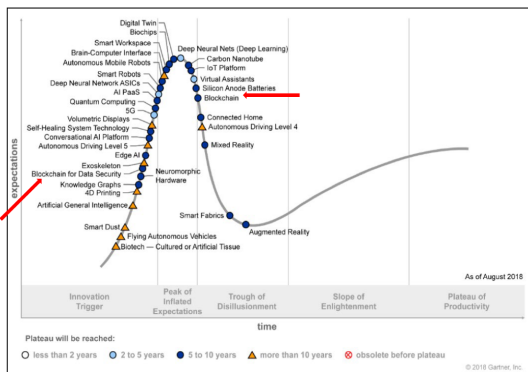 Digital Twin
Biochips
Smart Workspace
Brain-Computer Interface
Autonomous Mobile Robots
Smart Robots
Deep Neural Network ASICs
AI PaaS
Quantum Computing
5G
Volumetric Displays
Self-Healing System Technology
Conversational AI Platform
Autonomous Driving Level 5
Edge AI
Exoskeleton
Blockchain for Data Security
Knowledge Graphs
4D Printing
Artificial General Intelligence
Smart Dust
Flying Autonomous Vehicles
Biotech — Cultured or Artificial Tissue
Neuromorphic
Hardware
Deep Neural Nets (Deep Learning)
Carbon Nanotube
IoT Platform
Virtual Assistants
Silicon Anode Batteries
Blockchain
Connected Home
Autonomous Driving Level 4
Mixed Reality
Smart Fabrics
Augmented Reality
expectations
As of August 2018
Innovation
Trigger
Peak of
Inflated
Expectations
Trough of
Disillusionment
Slope of
Enlightenment
Plateau of
Productivity
time
Plateau will be reached:
less than 2 years 2 to 5 years 5 to 10 years more than 10 years obsolete before plateau
© 2018 Gartner, Inc.